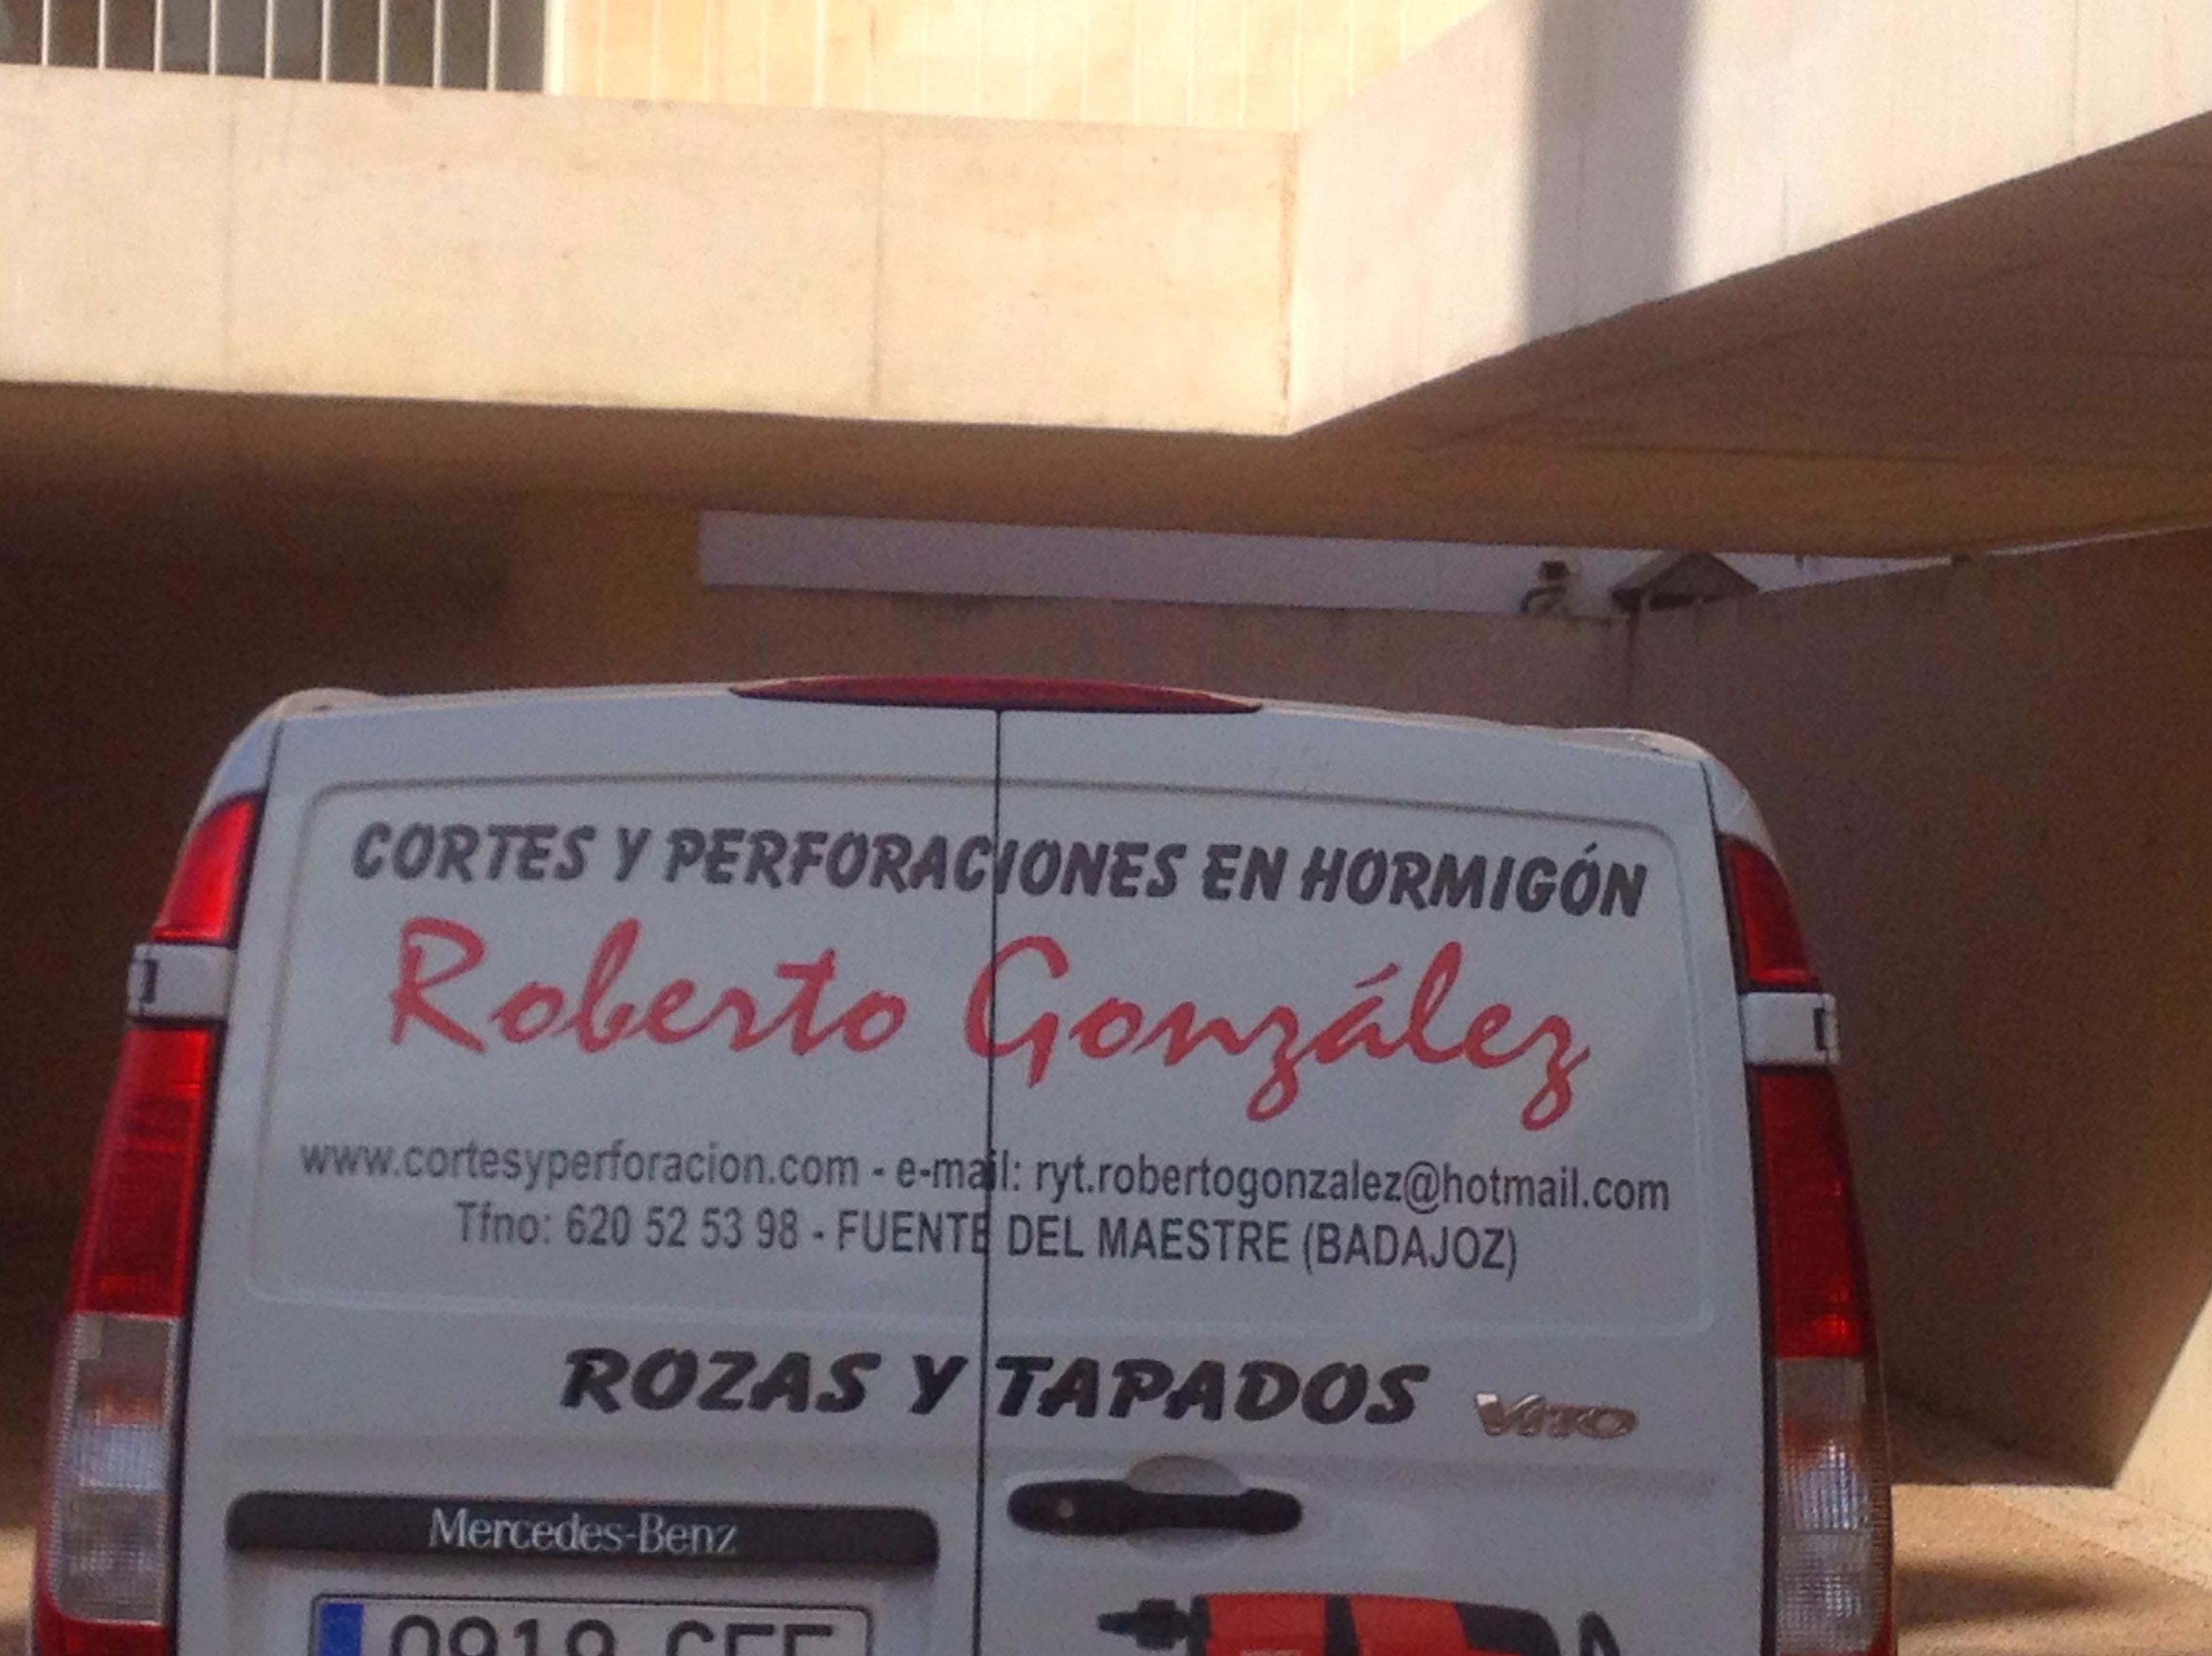 CORTES Y PERFORACIONES EN HORMIGÓN
Roberto González
www.cortesyperforacion.com - e-mail: ryt.robertogonzalez@hotmail.com
Tfno: 620 52 53 98 - FUENTE DEL MAESTRE (BADAJOZ)
ROZAS Y TAPADOS
VITO
Mercedes-Benz